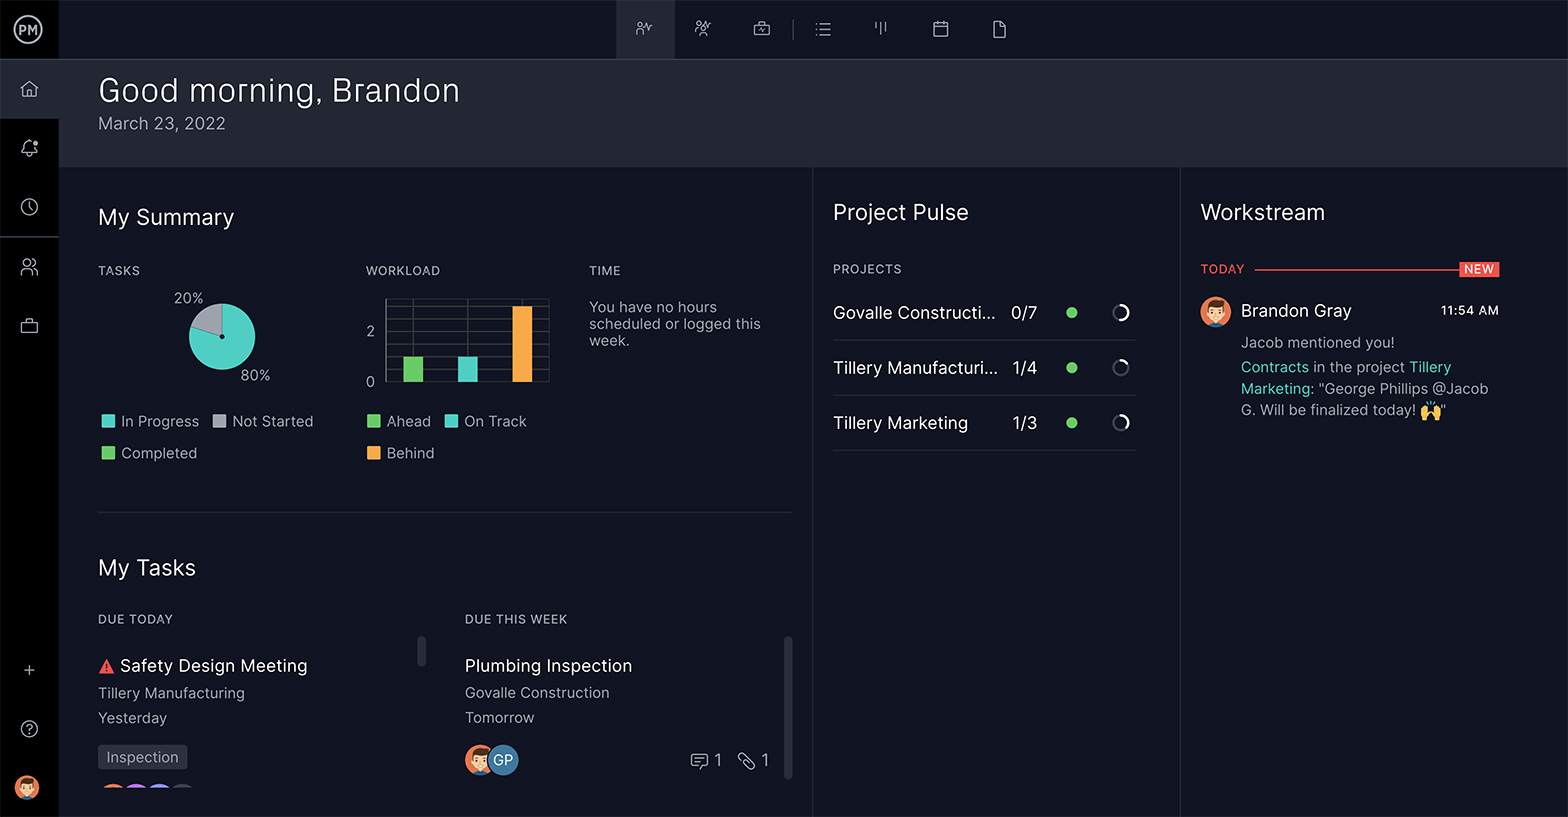 PM
Good morning, Brandon
March 23, 2022
My Summary
TASKS
20%
80%
In Progress
Not Started
Completed
WORKLOAD
2
0
Ahead
On Track
Behind
TIME
You have no hours
scheduled or logged this
week.
My Tasks
DUE TODAY
Safety Design Meeting
Tillery Manufacturing
Yesterday
Inspection
DUE THIS WEEK
Plumbing Inspection
Govalle Construction
Tomorrow
GP
1
1
Project Pulse
PROJECTS
Govalle Constructi... 0/7
Tillery Manufacturi... 1/4
Tillery Marketing 1/3
Workstream
TODAY NEW
Brandon Gray 11:54 AM
Jacob mentioned you!
Contracts in the project Tillery
Marketing: "George Phillips @Jacob
G. Will be finalized today! 🙌"